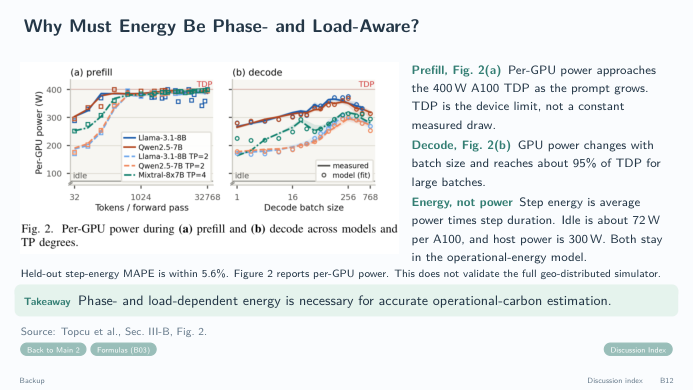 Why Must Energy Be Phase- and Load-Aware?
(a) prefill
(b) decode
TDP
TDP
400
300
200
100
Per-GPU power (W)
idle
idle
Llama-3.1-8B
Qwen2.5-7B
Llama-3.1-8B TP=2
Qwen2.5-7B TP=2
Mixtral-8x7B TP=4
measured
model (fit)
32
1024
32768
1
16
256
768
Tokens / forward pass
Decode batch size
Fig. 2. Per-GPU power during (a) prefill and (b) decode across models and
TP degrees.
Prefill, Fig. 2(a) Per-GPU power approaches
the 400 W A100 TDP as the prompt grows.
TDP is the device limit, not a constant
measured draw.
Decode, Fig. 2(b) GPU power changes with
batch size and reaches about 95% of TDP for
large batches.
Energy, not power Step energy is average
power times step duration. Idle is about 72 W
per A100, and host power is 300 W. Both stay
in the operational-energy model.
Held-out step-energy MAPE is within 5.6%. Figure 2 reports per-GPU power. This does not validate the full geo-distributed simulator.
Takeaway Phase- and load-dependent energy is necessary for accurate operational-carbon estimation.
Source: Topcu et al., Sec. III-B, Fig. 2.
Back to Main 2
Formulas (B03)
Discussion Index
Backup
Discussion index
B12